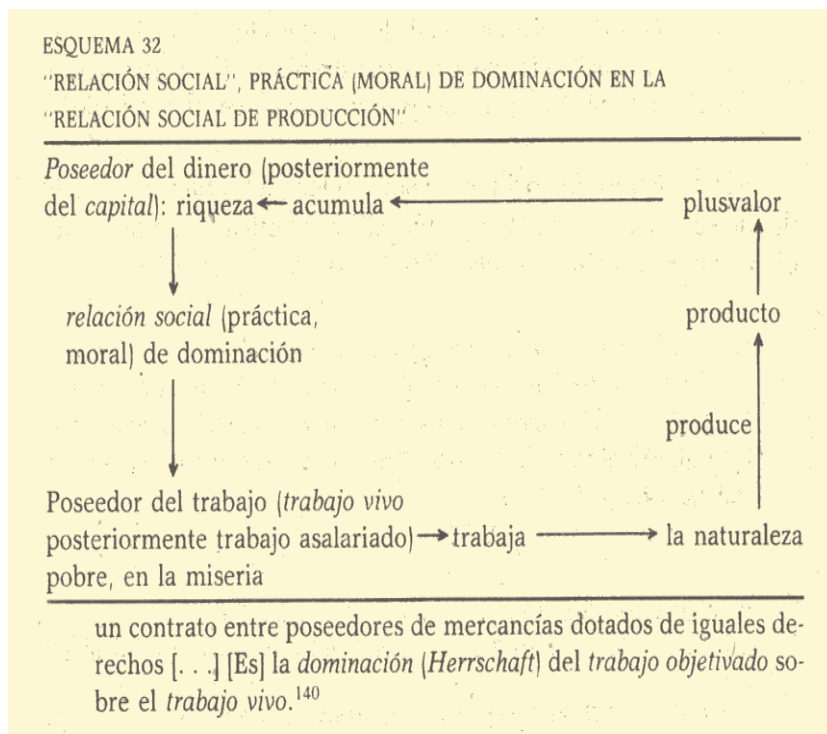 ESQUEMA 32
"RELACIÓN SOCIAL", PRÁCTICA (MORAL) DE DOMINACIÓN EN LA
"RELACIÓN SOCIAL DE PRODUCCIÓN"
Poseedor del dinero (posteriormente
del capital): riqueza acumula plusvalor
relación social (práctica, producto
moral) de dominación
produce
Poseedor del trabajo (trabajo vivo
posteriormente trabajo asalariado) trabaja la naturaleza
pobre, en la miseria
un contrato entre poseedores de mercancías dotados de iguales de-
rechos [. . .] [Es] la dominación (Herrschaft) del trabajo objetivado so-
bre el trabajo vivo.140